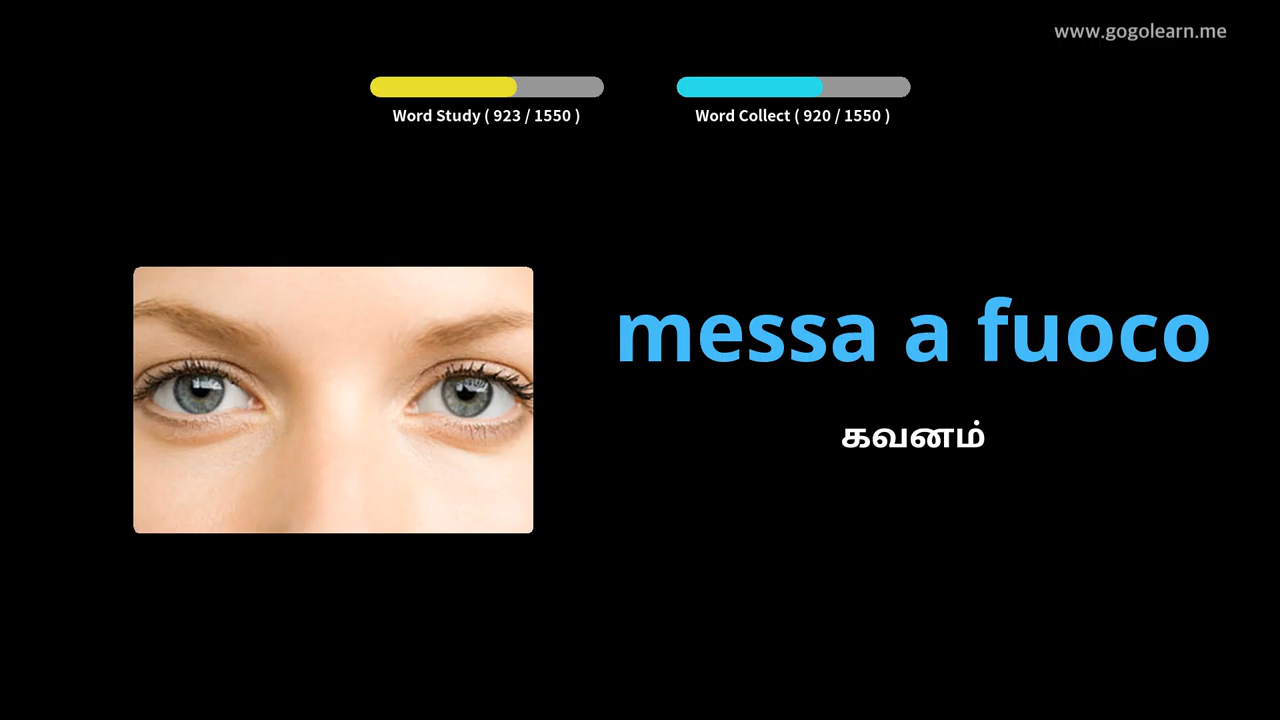 www.gogolearn.me
Word Study ( 923 / 1550 )
Word Collect ( 920 / 1550 )
messa a fuoco
கவனம்